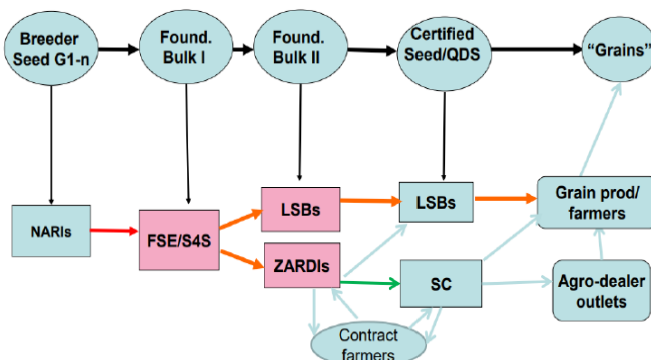 Breeder
Seed G1-n
Found.
Bulk I
Found.
Bulk II
Certified
Seed/QDS
“Grains”
NARIs
FSE/S4S
LSBs
LSBs
Grain prod/
farmers
ZARDIs
SC
Agro-dealer
outlets
Contract
farmers